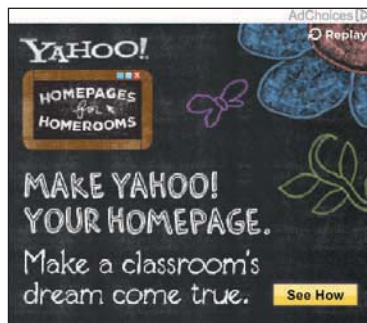 AdChoices
Replay
YAHOO!
HOMEPAGES
for
HOMEROOMS
MAKE YAHOO!
YOUR HOMEPAGE.
Make a classroom's
dream come true.
See How